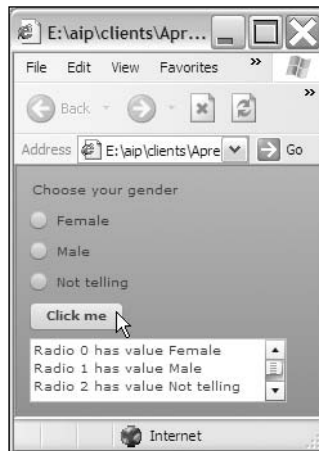 E:\aip\clients\Apr...
File Edit View Favorites »
Back »
Address E:\aip\clients\Apre Go
Choose your gender
Female
Male
Not telling
Click me
Radio 0 has value Female
Radio 1 has value Male
Radio 2 has value Not telling
Internet